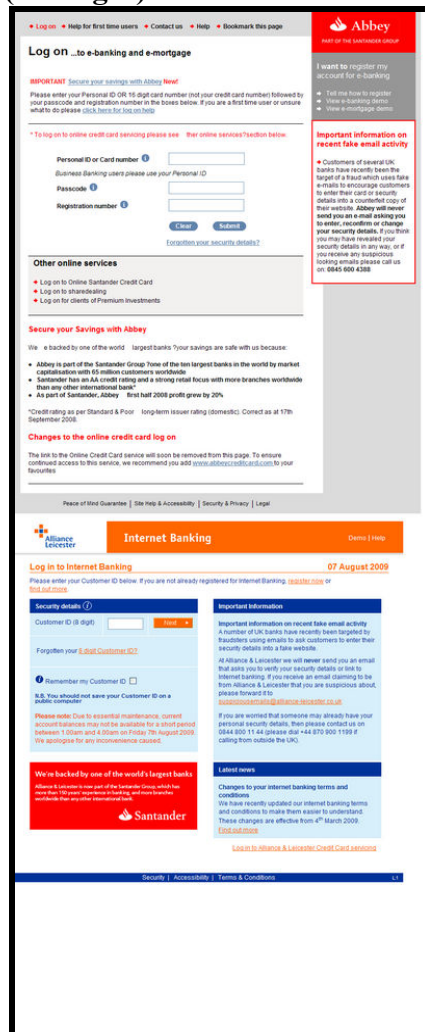 Log on
Help for first time users
Contact us
Help
Bookmark this page
Abbey
PART OF THE SANTANDER GROUP
Log on ...to e-banking and e-mortgage
IMPORTANT Secure your savings with Abbey New!
Please enter your Personal ID OR 16 digit card number (not your credit card number) followed by
your passcode and registration number in the boxes below. If you are a first time user or unsure
what to do please click here for log on help
* To log on to online credit card servicing please see ther online services?section below.
Personal ID or Card number
Business Banking users please use your Personal ID
Passcode
Registration number
Clear
Submit
Forgotten your security details?
Other online services
Log on to Online Santander Credit Card
Log on to sharedealing
Log on for clients of Premium Investments
Secure your Savings with Abbey
We e backed by one of the world largest banks ?your savings are safe with us because:
Abbey is part of the Santander Group ?one of the ten largest banks in the world by market
capitalisation with 65 million customers worldwide
Santander has an AA credit rating and a strong retail focus with more branches worldwide
than any other international bank*
As part of Santander, Abbey first half 2008 profit grew by 20%
*Credit rating as per Standard & Poor long-term issuer rating (domestic). Correct as at 17th
September 2008.
Changes to the online credit card log on
The link to the Online Credit Card service will soon be removed from this page. To ensure
continued access to this service, we recommend you add www.abbeycreditcard.com to your
favourites
Peace of Mind Guarantee | Site Help & Accessibility | Security & Privacy | Legal
I want to register my
account for e-banking
Tell me how to register
View e-banking demo
View e-mortgage demo
Important information on
recent fake email activity
Customers of several UK
banks have recently been the
target of a fraud which uses fake
e-mails to encourage customers
to enter their card or security
details into a counterfeit copy of
their website. Abbey will never
send you an e-mail asking you
to enter, reconfirm or change
your security details. If you think
you may have revealed your
security details in any way, or if
you receive any suspicious
looking emails please call us
on: 0845 600 4388
Alliance
Leicester
Internet Banking
Demo | Help
Log in to Internet Banking
07 August 2009
Please enter your Customer ID below. If you are not already registered for Internet Banking, register now or
find out more.
Security details
Customer ID (8 digit)
Next
Forgotten your 8 digit Customer ID?
Remember my Customer ID
N.B. You should not save your Customer ID on a
public computer
Please note: Due to essential maintenance, current
account balances may not be available for a short period
between 1.00am and 4.00am on Friday 7th August 2009.
We apologise for any inconvenience caused.
We're backed by one of the world's largest banks
Alliance & Leicester is now part of the Santander Group, which has
more than 150 years' experience in banking, and more branches
worldwide than any other international bank.
Santander
Important Information
Important information on recent fake email activity
A number of UK banks have recently been targeted by
fraudsters using emails to ask customers to enter their
security details into a fake website.
At Alliance & Leicester we will never send you an email
that asks you to verify your security details or link to
Internet banking. If you receive an email claiming to be
from Alliance & Leicester that you are suspicious about,
please forward it to
suspiciousemails@alliance-leicester.co.uk
If you are worried that someone may already have your
personal security details, then please contact us on
0844 800 11 44 (please dial +44 870 900 1199 if
calling from outside the UK).
Latest news
Changes to your internet banking terms and
conditions
We have recently updated our internet banking terms
and conditions to make them easier to understand.
These changes are effective from 4th March 2009.
Find out more
Log in to Alliance & Leicester Credit Card servicing
Security | Accessibility | Terms & Conditions
L1